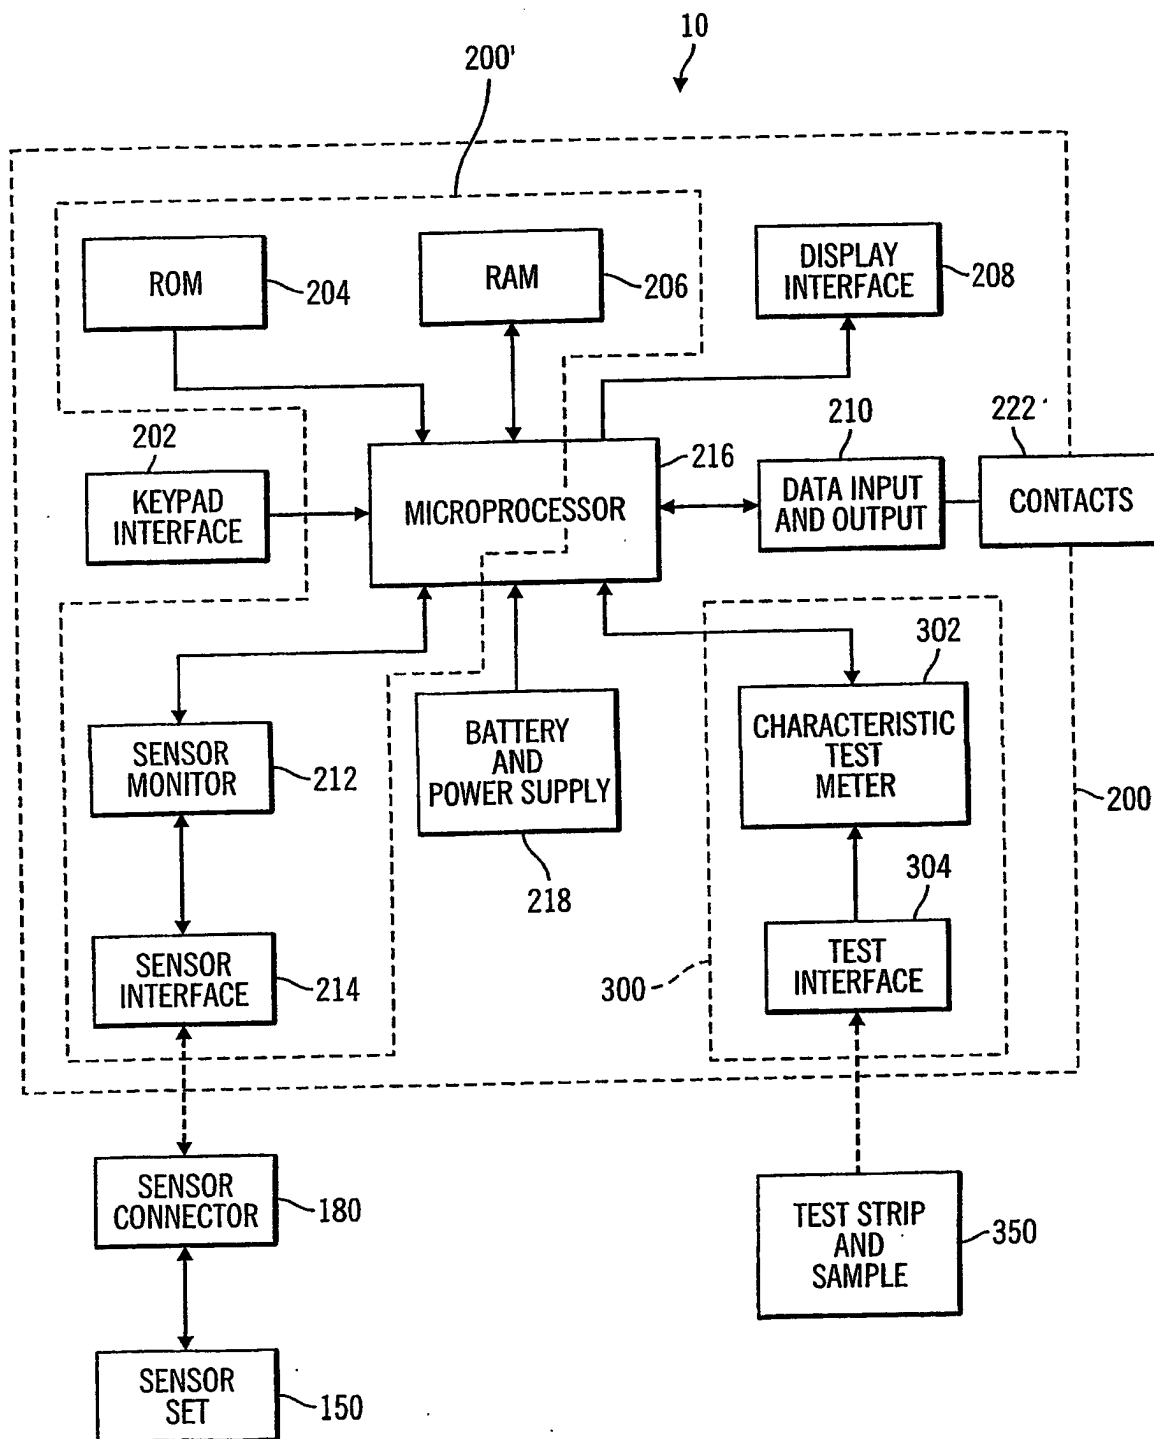 10
200'
ROM
204
RAM
206
DISPLAY
INTERFACE
208
202
KEYPAD
INTERFACE
MICROPROCESSOR
216
210
DATA INPUT
AND OUTPUT
222
CONTACTS
SENSOR
MONITOR
212
BATTERY
AND
POWER SUPPLY
218
302
CHARACTERISTIC
TEST
METER
200
304
TEST
INTERFACE
300
SENSOR
INTERFACE
214
SENSOR
CONNECTOR
180
TEST STRIP
AND
SAMPLE
350
SENSOR
SET
150